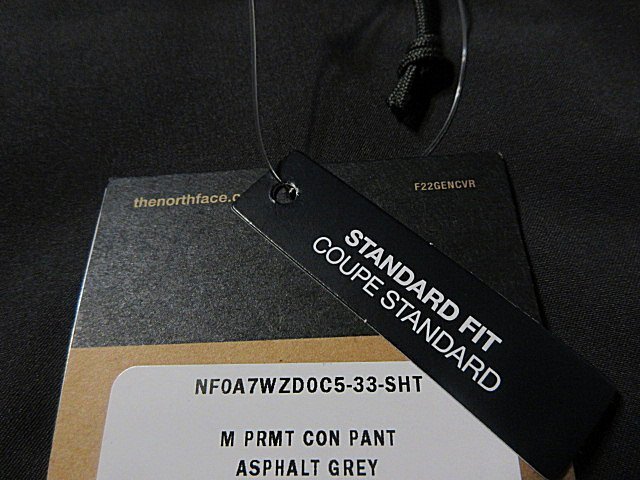 thenorthface.c
F22GENCVR
STANDARD FIT
COUPE STANDARD
NF0A7WZD0C5-33-SHT
M PRMT CON PANT
ASPHALT GREY